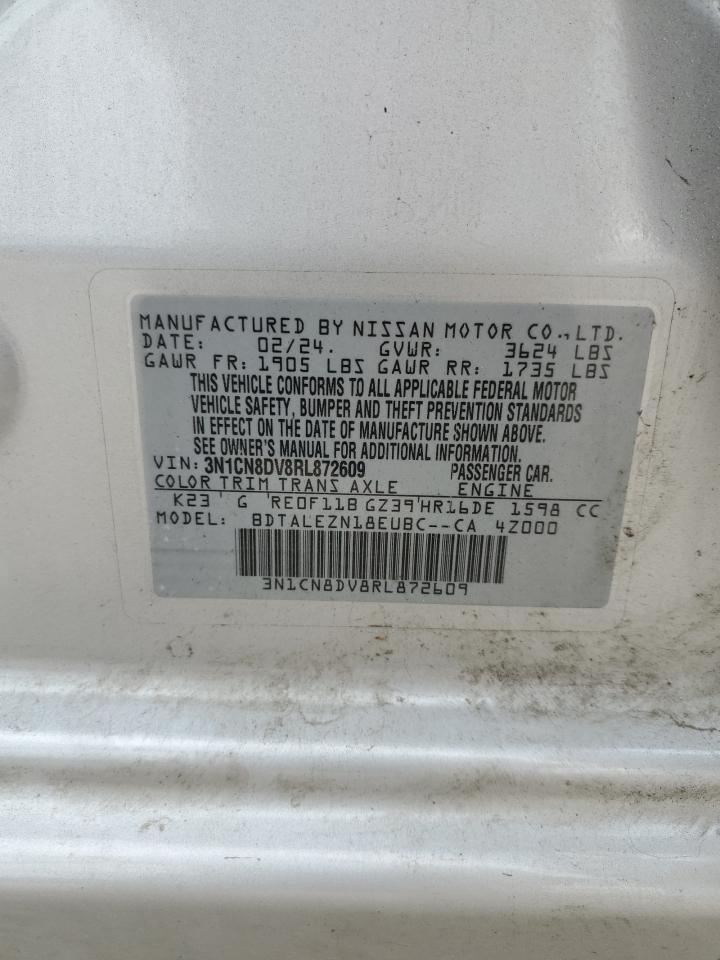 MANUFACTURED BY NISSAN MOTOR CO., LTD.
DATE: 02/24. GVWR: 3624 LBS
GAWR FR: 1905 LBS GAWR RR: 1735 LBS
THIS VEHICLE CONFORMS TO ALL APPLICABLE FEDERAL MOTOR
VEHICLE SAFETY, BUMPER AND THEFT PREVENTION STANDARDS
IN EFFECT ON THE DATE OF MANUFACTURE SHOWN ABOVE.
SEE OWNER'S MANUAL FOR ADDITIONAL INFORMATION.
VIN: 3N1CN8DV8RL872609 PASSENGER CAR.
COLOR TRIM TRANS AXLE ENGINE
K23 ' G 'RE0F11B GZ39'HR16DE 1598 CC
MODEL: BDTALEZN18EUBC--CA 4Z000
3N1CN8DV8RL872609